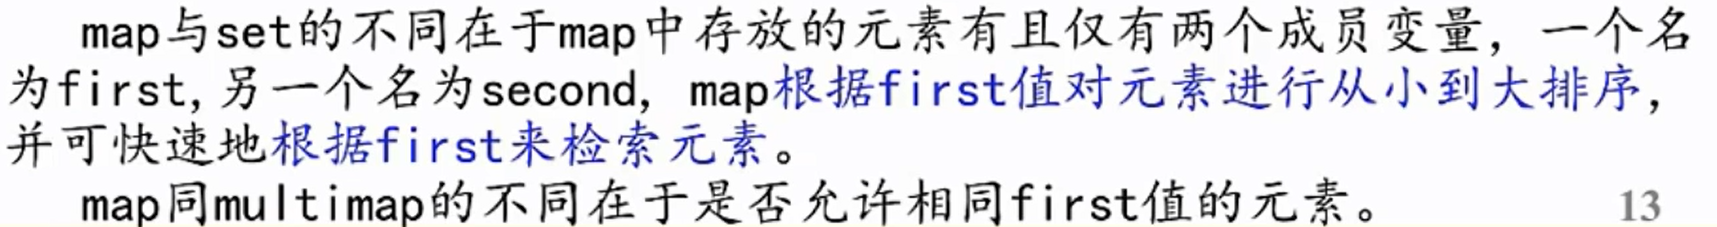 map与set的不同在于map中存放的元素有且仅有两个成员变量，一个名
为first,另一个名为second, map根据first值对元素进行从小到大排序，
并可快速地根据first来检索元素。
map同multimap的不同在于是否允许相同first值的元素。
13